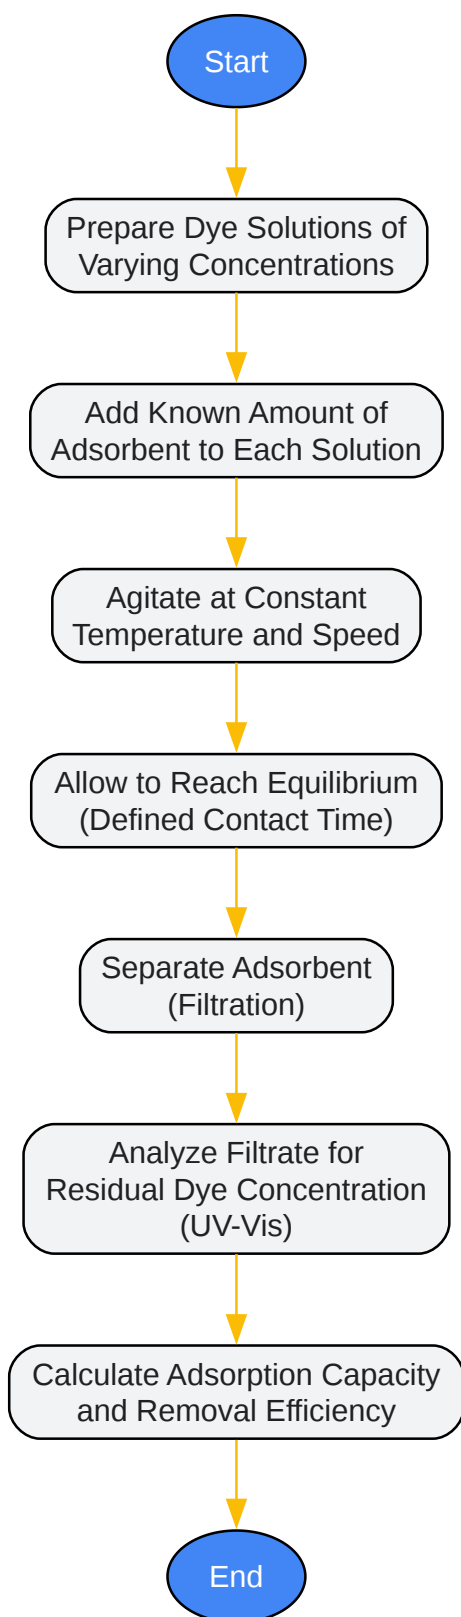 Start
Prepare Dye Solutions of
Varying Concentrations
Add Known Amount of
Adsorbent to Each Solution
Agitate at Constant
Temperature and Speed
Allow to Reach Equilibrium
(Defined Contact Time)
Separate Adsorbent
(Filtration)
Analyze Filtrate for
Residual Dye Concentration
(UV-Vis)
Calculate Adsorption Capacity
and Removal Efficiency
End